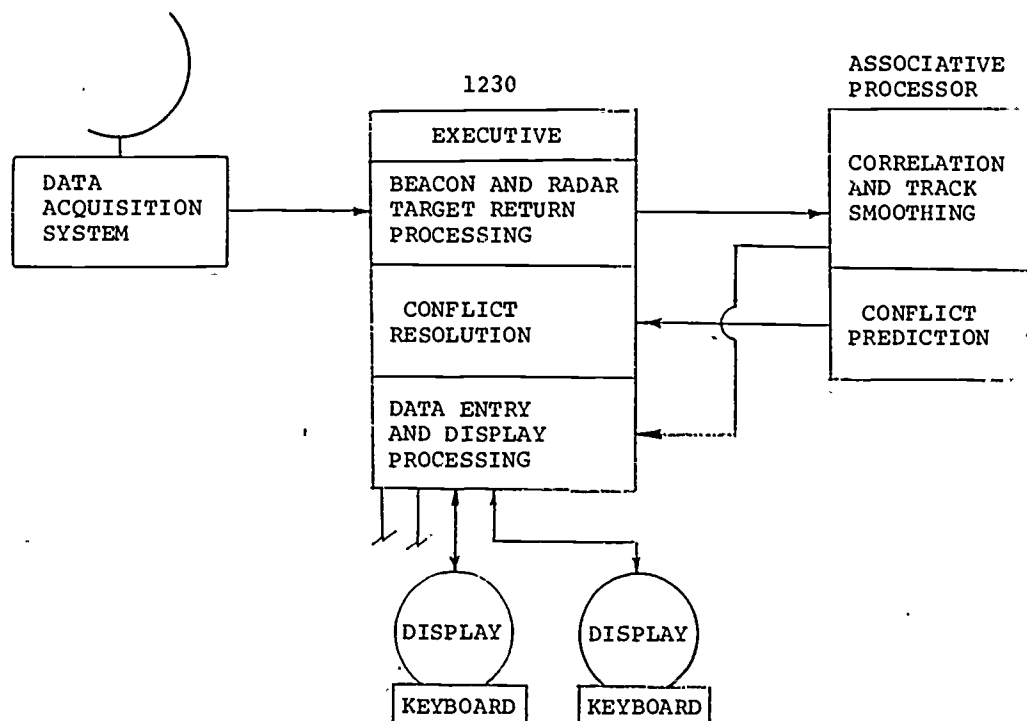 1230
ASSOCIATIVE
PROCESSOR
EXECUTIVE
DATA
ACQUISITION
SYSTEM
BEACON AND RADAR
TARGET RETURN
PROCESSING
CORRELATION
AND TRACK
SMOOTHING
CONFLICT
RESOLUTION
CONFLICT
PREDICTION
DATA ENTRY
AND DISPLAY
PROCESSING
DISPLAY
DISPLAY
KEYBOARD
KEYBOARD